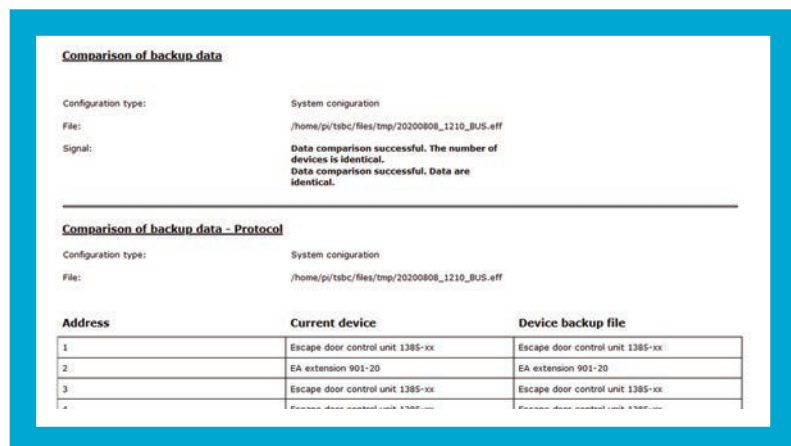 Comparison of backup data
Configuration type: System coniguration
File: /home/pi/tsbc/files/tmp/20200808_1210_BUS.eff
Signal: Data comparison successful. The number of
devices is identical.
Data comparison successful. Data are
identical.
Comparison of backup data - Protocol
Configuration type: System coniguration
File: /home/pi/tsbc/files/tmp/20200808_1210_BUS.eff
Address Current device Device backup file
1 Escape door control unit 1385-xx Escape door control unit 1385-xx
2 EA extension 901-20 EA extension 901-20
3 Escape door control unit 1385-xx Escape door control unit 1385-xx